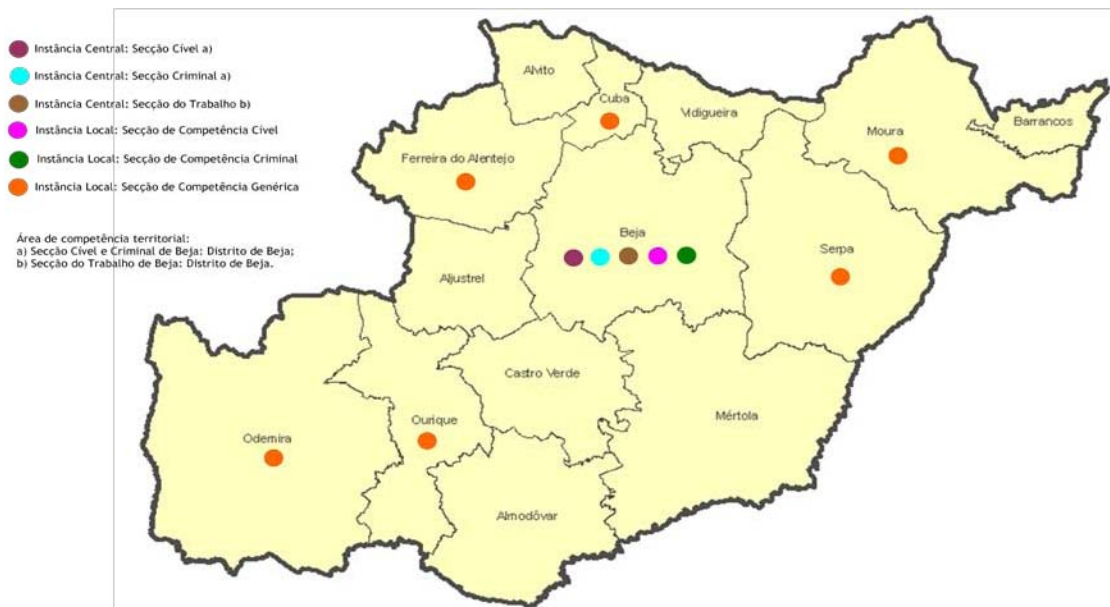 Instância Central: Secção Cível a)
Instância Central: Secção Criminal a)
Instância Central: Secção do Trabalho b)
Instância Local: Secção de Competência Cível
Instância Local: Secção de Competência Criminal
Instância Local: Secção de Competência Genérica
Área de competência territorial:
a) Secção Cível e Criminal de Beja: Distrito de Beja;
b) Secção do Trabalho de Beja: Distrito de Beja.
Alvito
Cuba
Vidigueira
Barrancos
Moura
Ferreira do Alentejo
Beja
Serpa
Aljustrel
Castro Verde
Mértola
Ourique
Odemira
Almodôvar